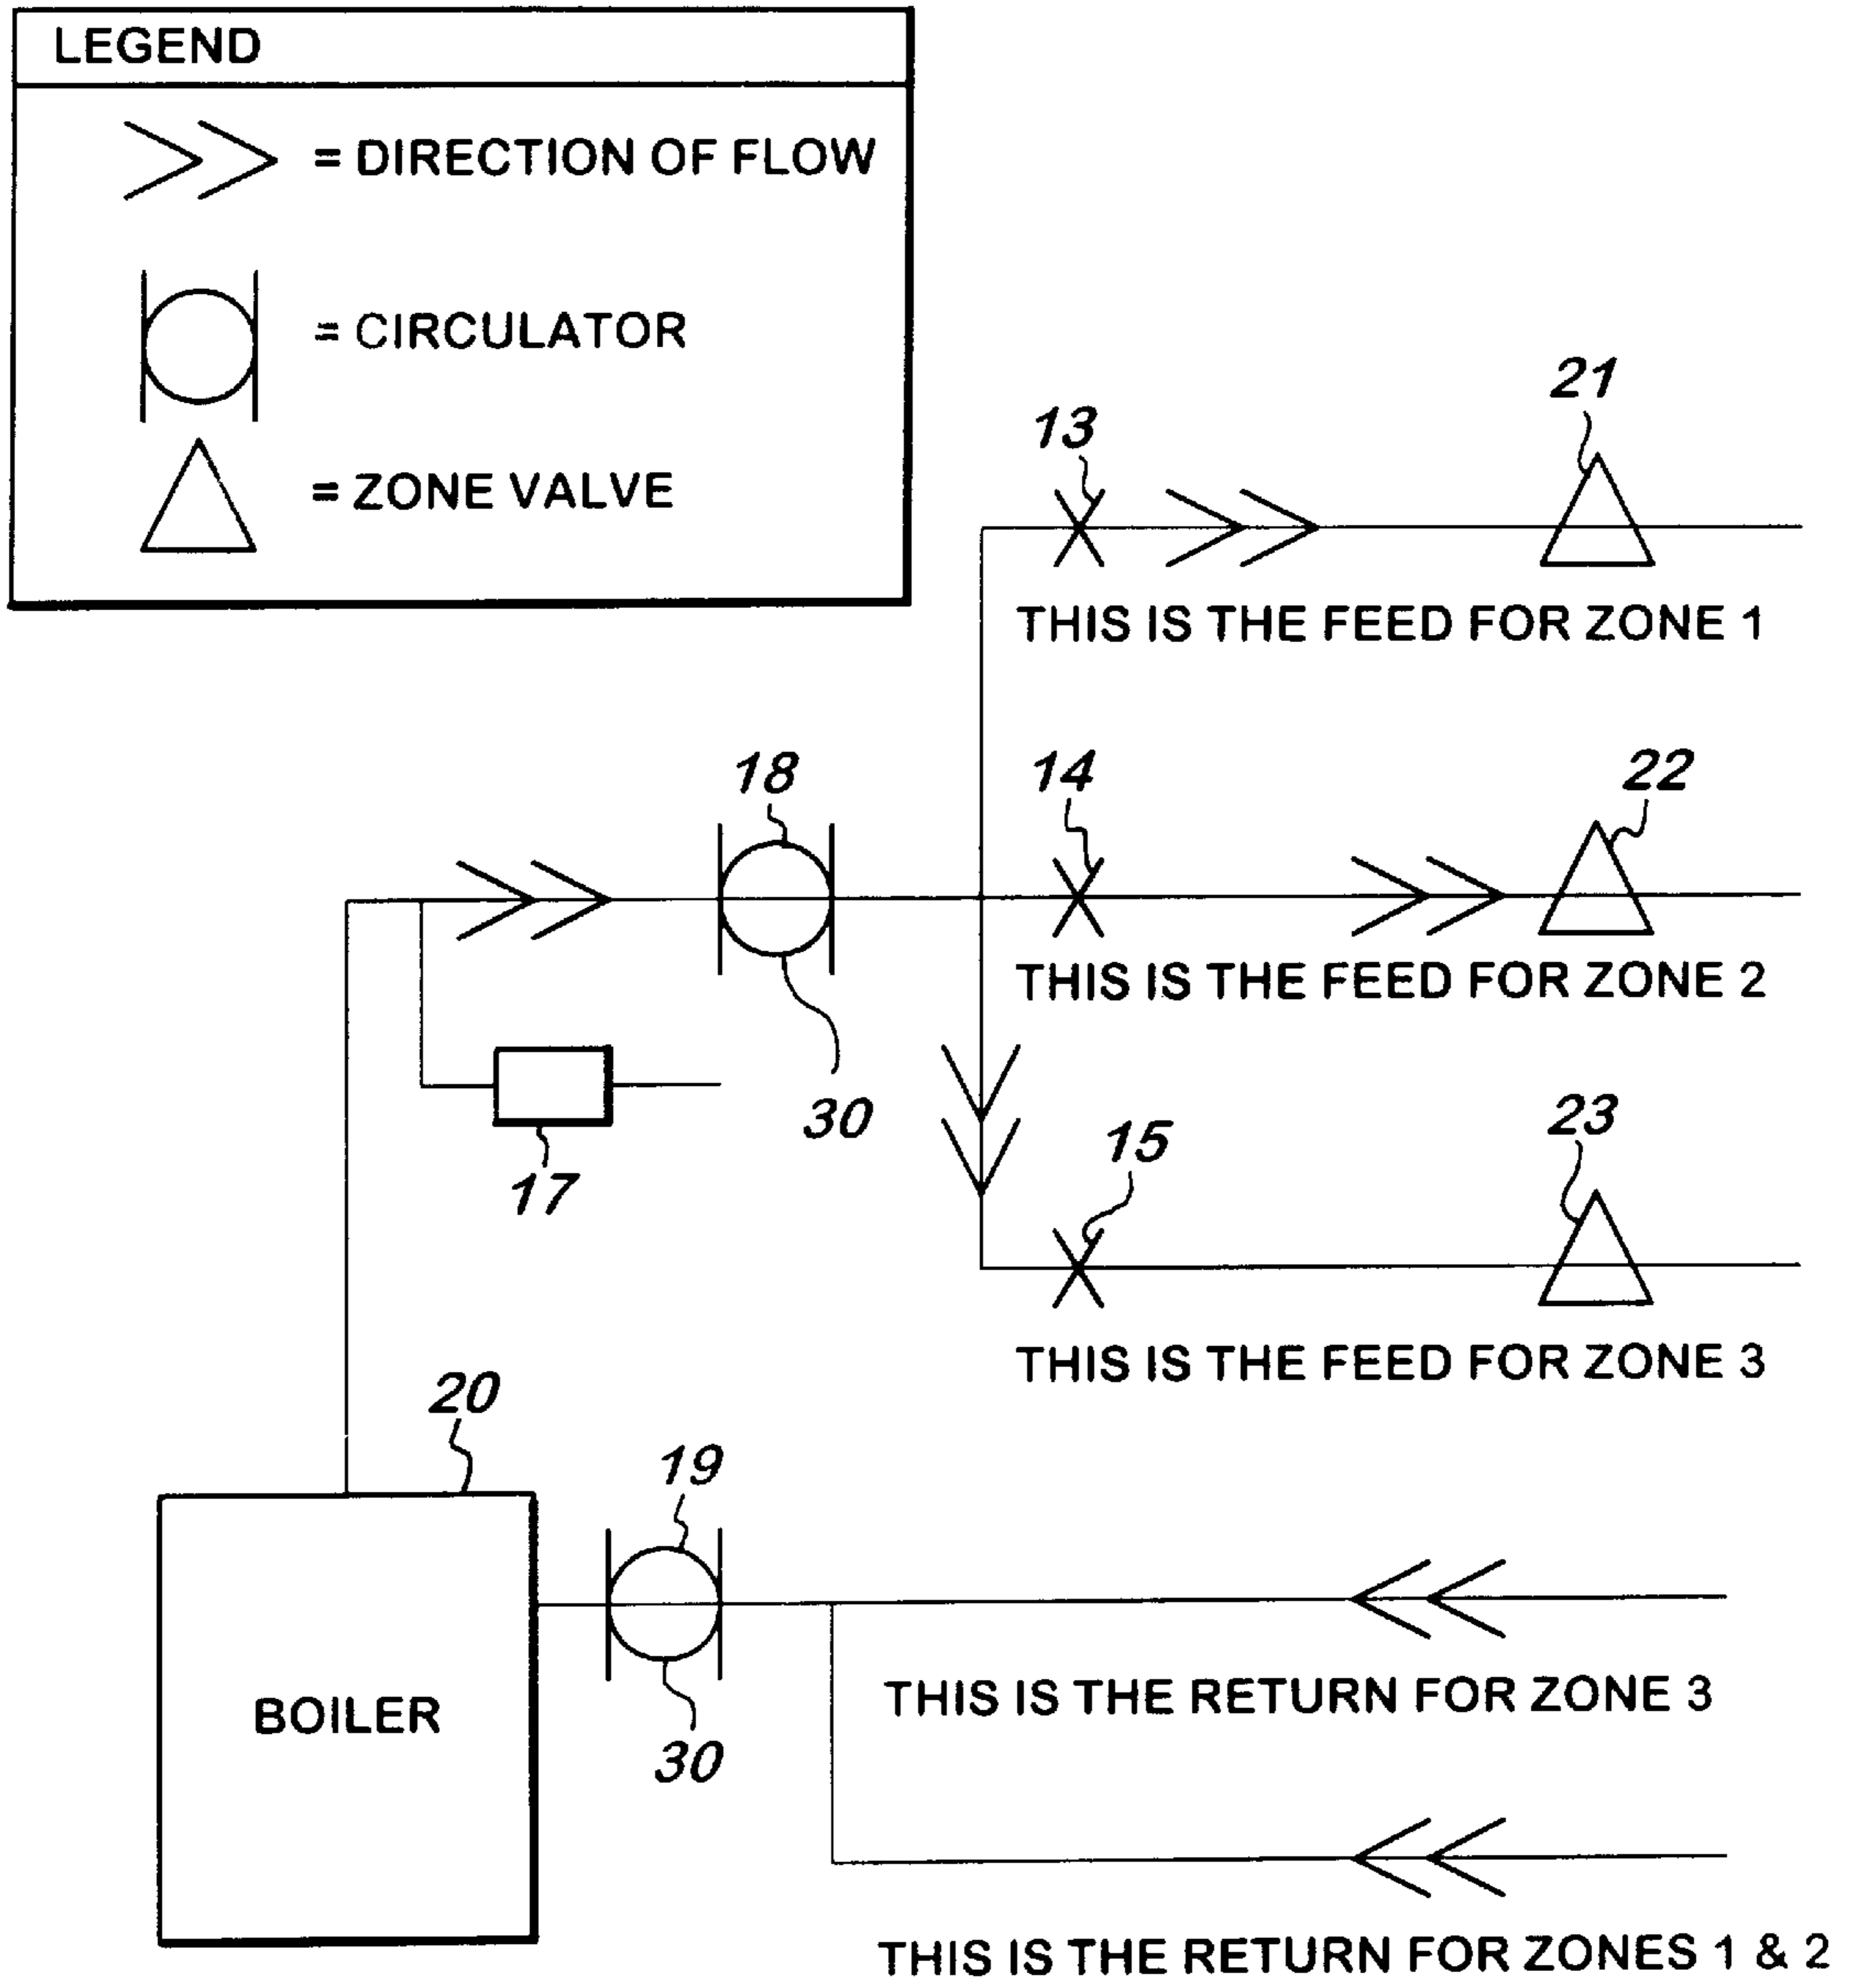 LEGEND
= DIRECTION OF FLOW
= CIRCULATOR
= ZONE VALVE
21
13
THIS IS THE FEED FOR ZONE 1
18
14
22
THIS IS THE FEED FOR ZONE 2
30
17
15
23
THIS IS THE FEED FOR ZONE 3
20
19
BOILER
THIS IS THE RETURN FOR ZONE 3
30
THIS IS THE RETURN FOR ZONES 1 & 2